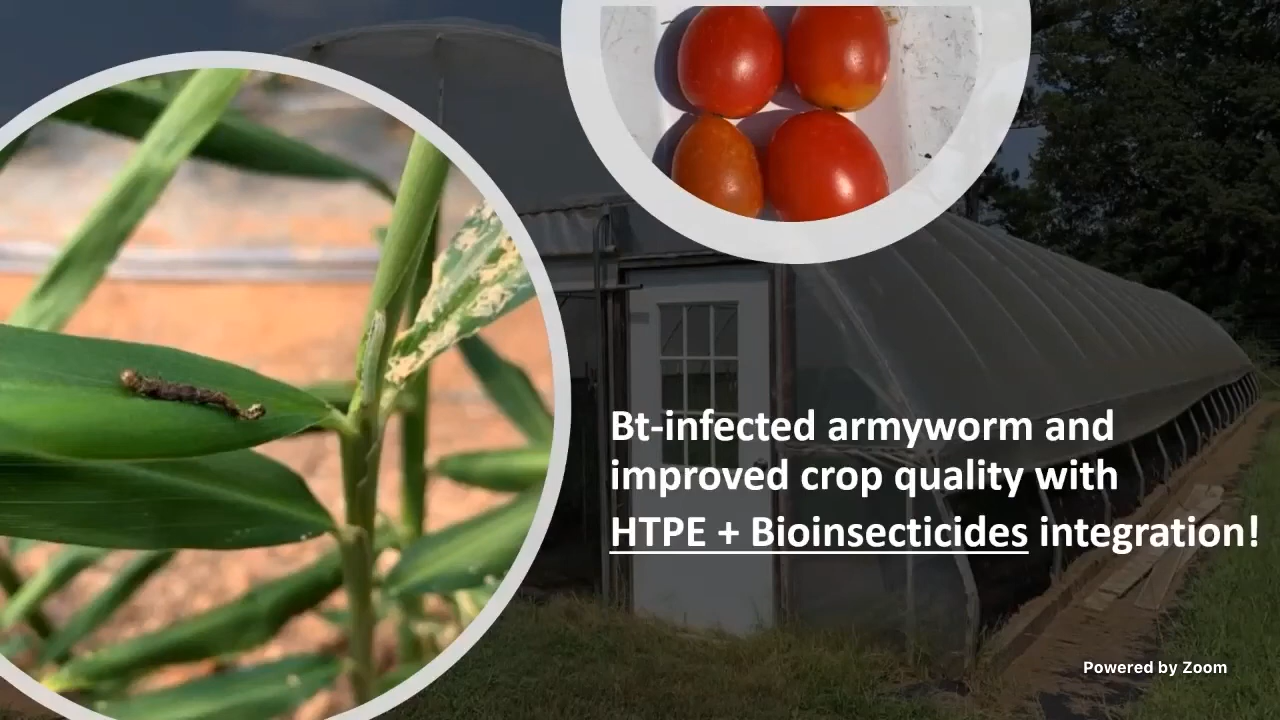 Bt-infected armyworm and
improved crop quality with
HTPE + Bioinsecticides integration!
Powered by Zoom